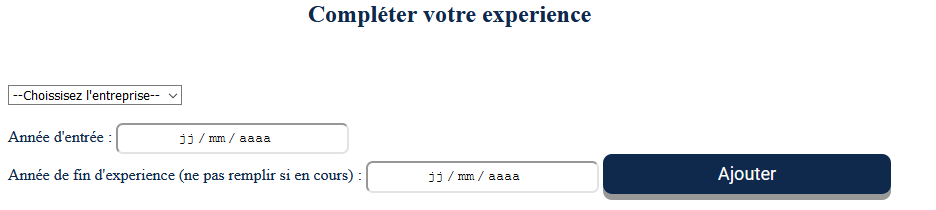 Compléter votre experience
--Choissisez l'entreprise--
Année d'entrée : jj / mm / aaaa
Année de fin d'experience (ne pas remplir si en cours) : jj / mm / aaaa Ajouter